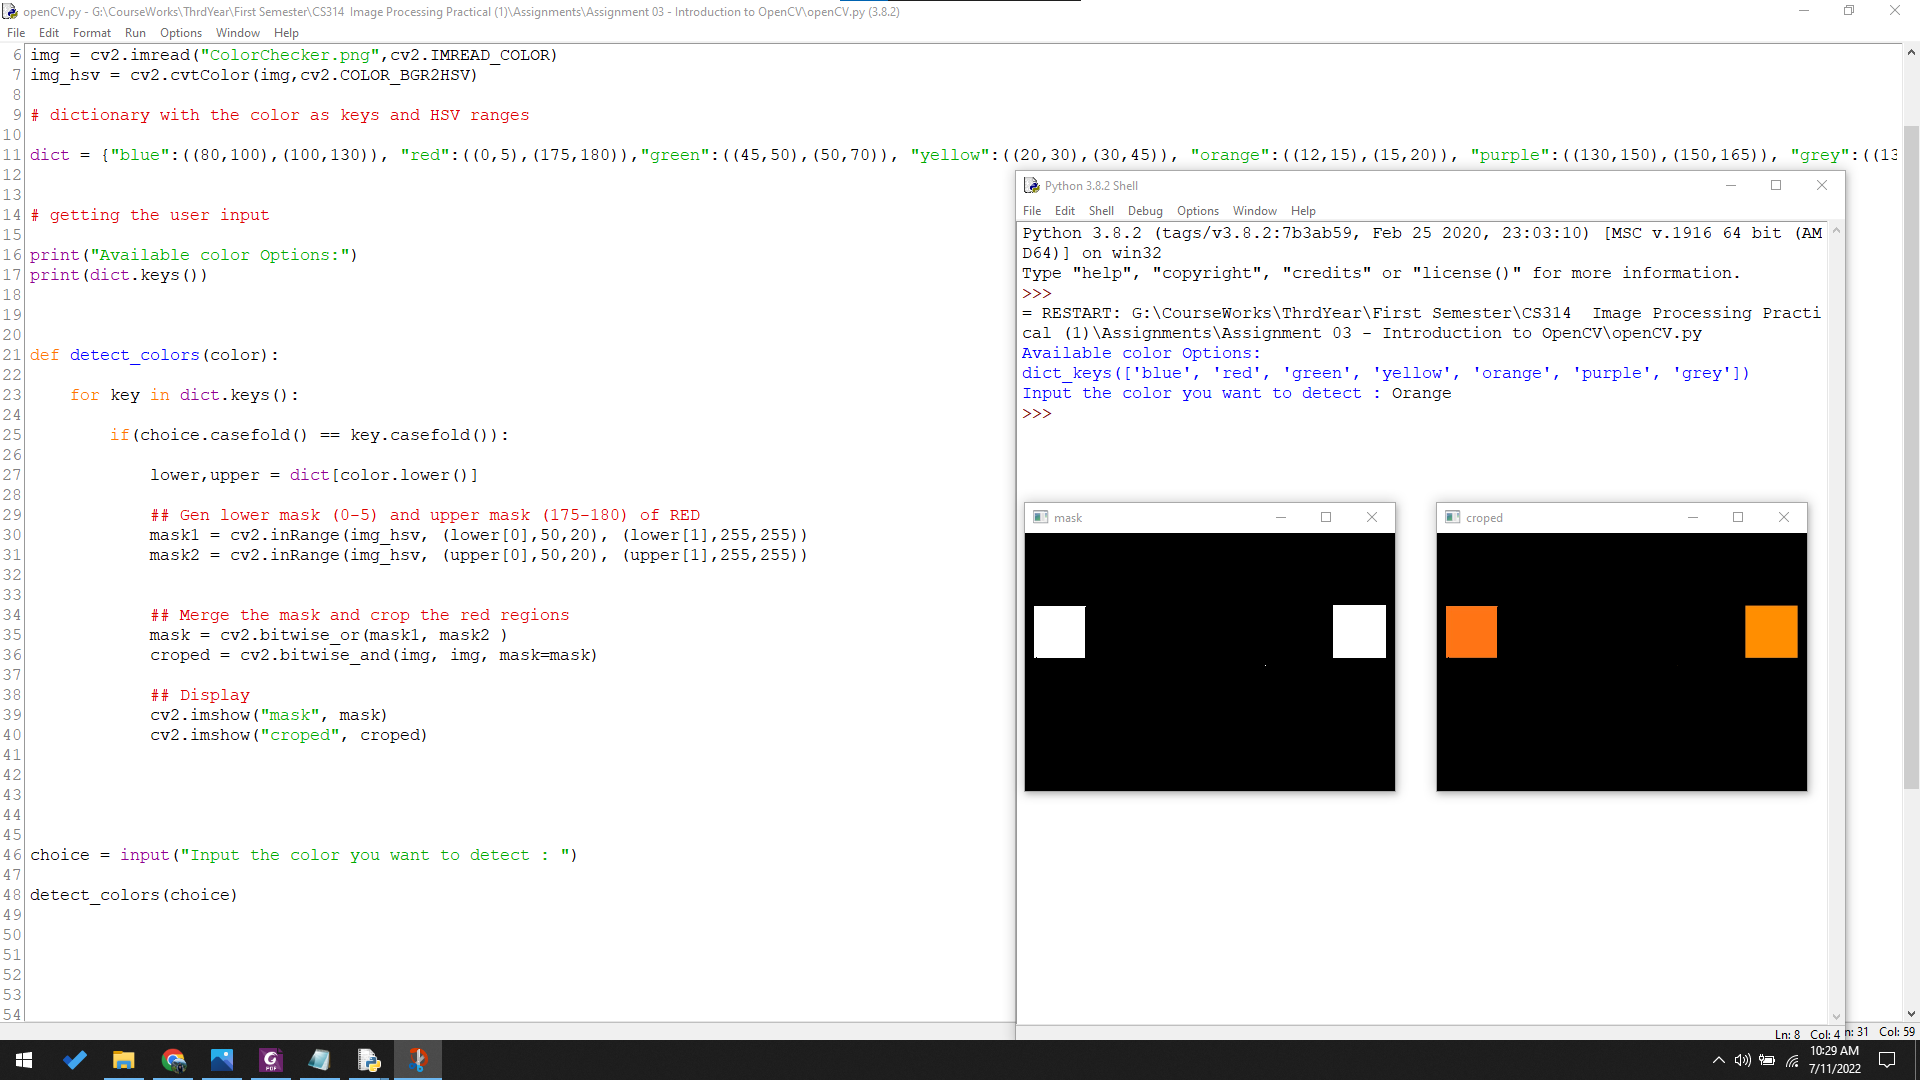 openCV.py - G:\CourseWorks\ThrdYear\First Semester\CS314  Image Processing Practical (1)\Assignments\Assignment 03 - Introduction to OpenCV\openCV.py (3.8.2)
File Edit Format Run Options Window Help
6 img = cv2.imread("ColorChecker.png",cv2.IMREAD_COLOR)
7 img_hsv = cv2.cvtColor(img,cv2.COLOR_BGR2HSV)
8
9 # dictionary with the color as keys and HSV ranges
10
11 dict = {"blue":((80,100),(100,130)), "red":((0,5),(175,180)),"green":((45,50),(50,70)), "yellow":((20,30),(30,45)), "orange":((12,15),(15,20)), "purple":((130,150),(150,165)), "grey":((13
12
13
14 # getting the user input
15
16 print("Available color Options:")
17 print(dict.keys())
18
19
20
21 def detect_colors(color):
22
23     for key in dict.keys():
24
25         if(choice.casefold() == key.casefold()):
26
27             lower,upper = dict[color.lower()]
28
29             ## Gen lower mask (0-5) and upper mask (175-180) of RED
30             mask1 = cv2.inRange(img_hsv, (lower[0],50,20), (lower[1],255,255))
31             mask2 = cv2.inRange(img_hsv, (upper[0],50,20), (upper[1],255,255))
32
33
34             ## Merge the mask and crop the red regions
35             mask = cv2.bitwise_or(mask1, mask2 )
36             croped = cv2.bitwise_and(img, img, mask=mask)
37
38             ## Display
39             cv2.imshow("mask", mask)
40             cv2.imshow("croped", croped)
41
42
43
44
45
46 choice = input("Input the color you want to detect : ")
47
48 detect_colors(choice)
49
50
51
52
53
54
Python 3.8.2 Shell
File Edit Shell Debug Options Window Help
Python 3.8.2 (tags/v3.8.2:7b3ab59, Feb 25 2020, 23:03:10) [MSC v.1916 64 bit (AM
D64)] on win32
Type "help", "copyright", "credits" or "license()" for more information.
>>>
= RESTART: G:\CourseWorks\ThrdYear\First Semester\CS314  Image Processing Practi
cal (1)\Assignments\Assignment 03 - Introduction to OpenCV\openCV.py
Available color Options:
dict_keys(['blue', 'red', 'green', 'yellow', 'orange', 'purple', 'grey'])
Input the color you want to detect : Orange
>>>
mask
croped
Ln: 8 Col: 4
n: 31 Col: 59
PDF
10:29 AM
7/11/2022